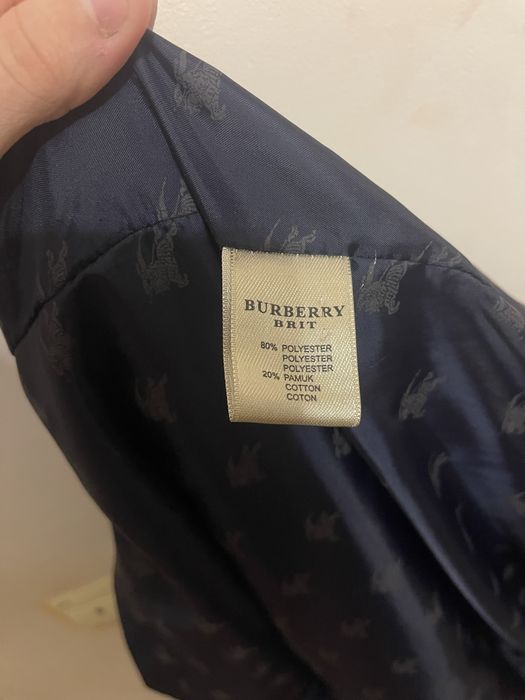 BURBERRY
BRIT
80% POLYESTER
POLYESTER
POLYESTER
20% PAMUK
COTTON
COTON